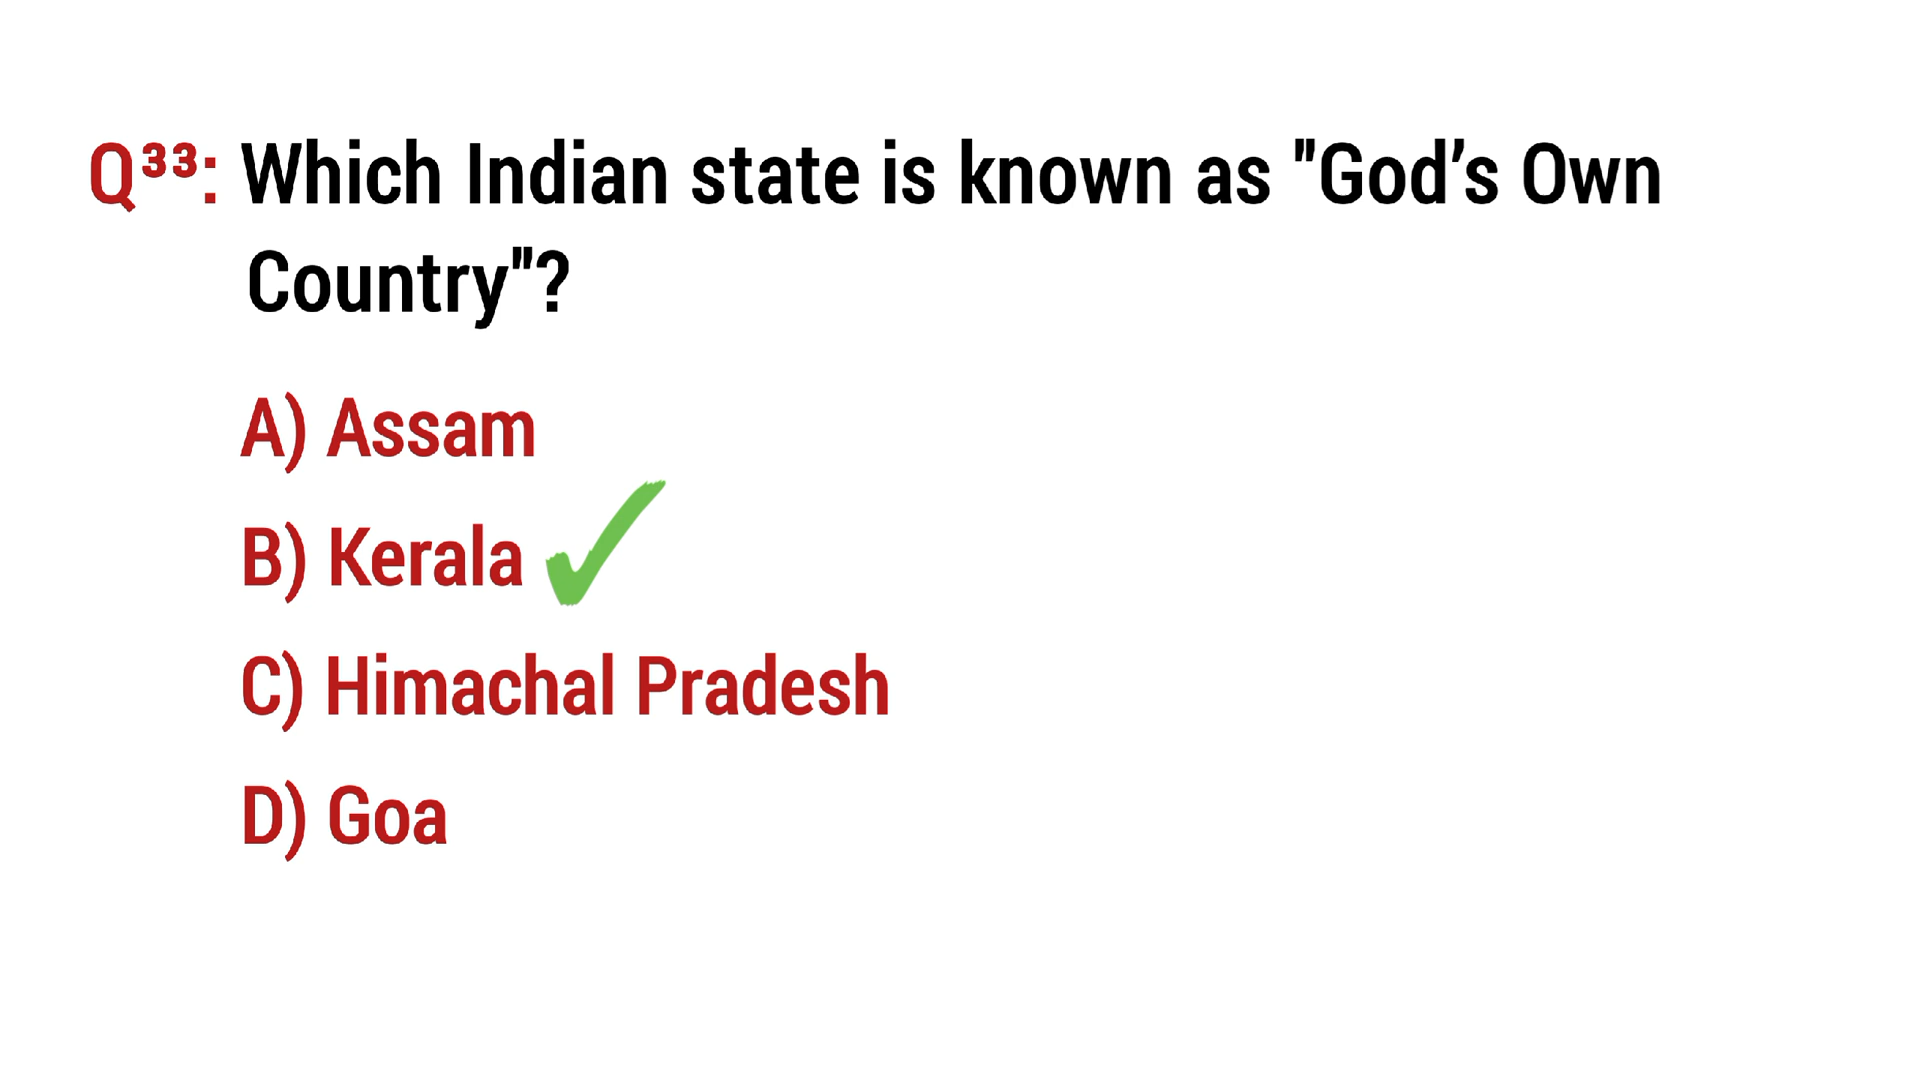 Q³³: Which Indian state is known as "God’s Own
Country"?
A) Assam
B) Kerala
C) Himachal Pradesh
D) Goa